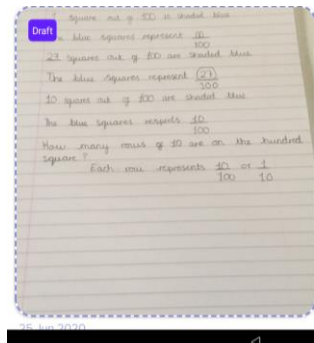 Draft
square out of 100 is shaded blue
blue squares represent
100
27 squares out of 100 are shaded blue
The blue squares represent 27
100
10 squares out of 100 are shaded blue
The blue squares 10
100
How many rows of 10 are on the hundred
square?
Each row represents 10 or 1
100 10
25 Jun 2020